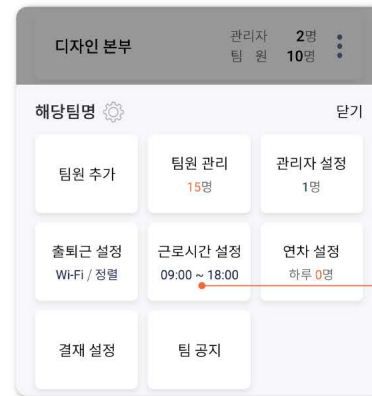 디자인 본부
관리자 2명
팀 원 10명
해당팀명
닫기
팀원 추가
팀원 관리
15명
관리자 설정
1명
출퇴근 설정
Wi-Fi / 정렬
근로시간 설정
09:00 ~ 18:00
연차 설정
하루 0명
결재 설정
팀 공지